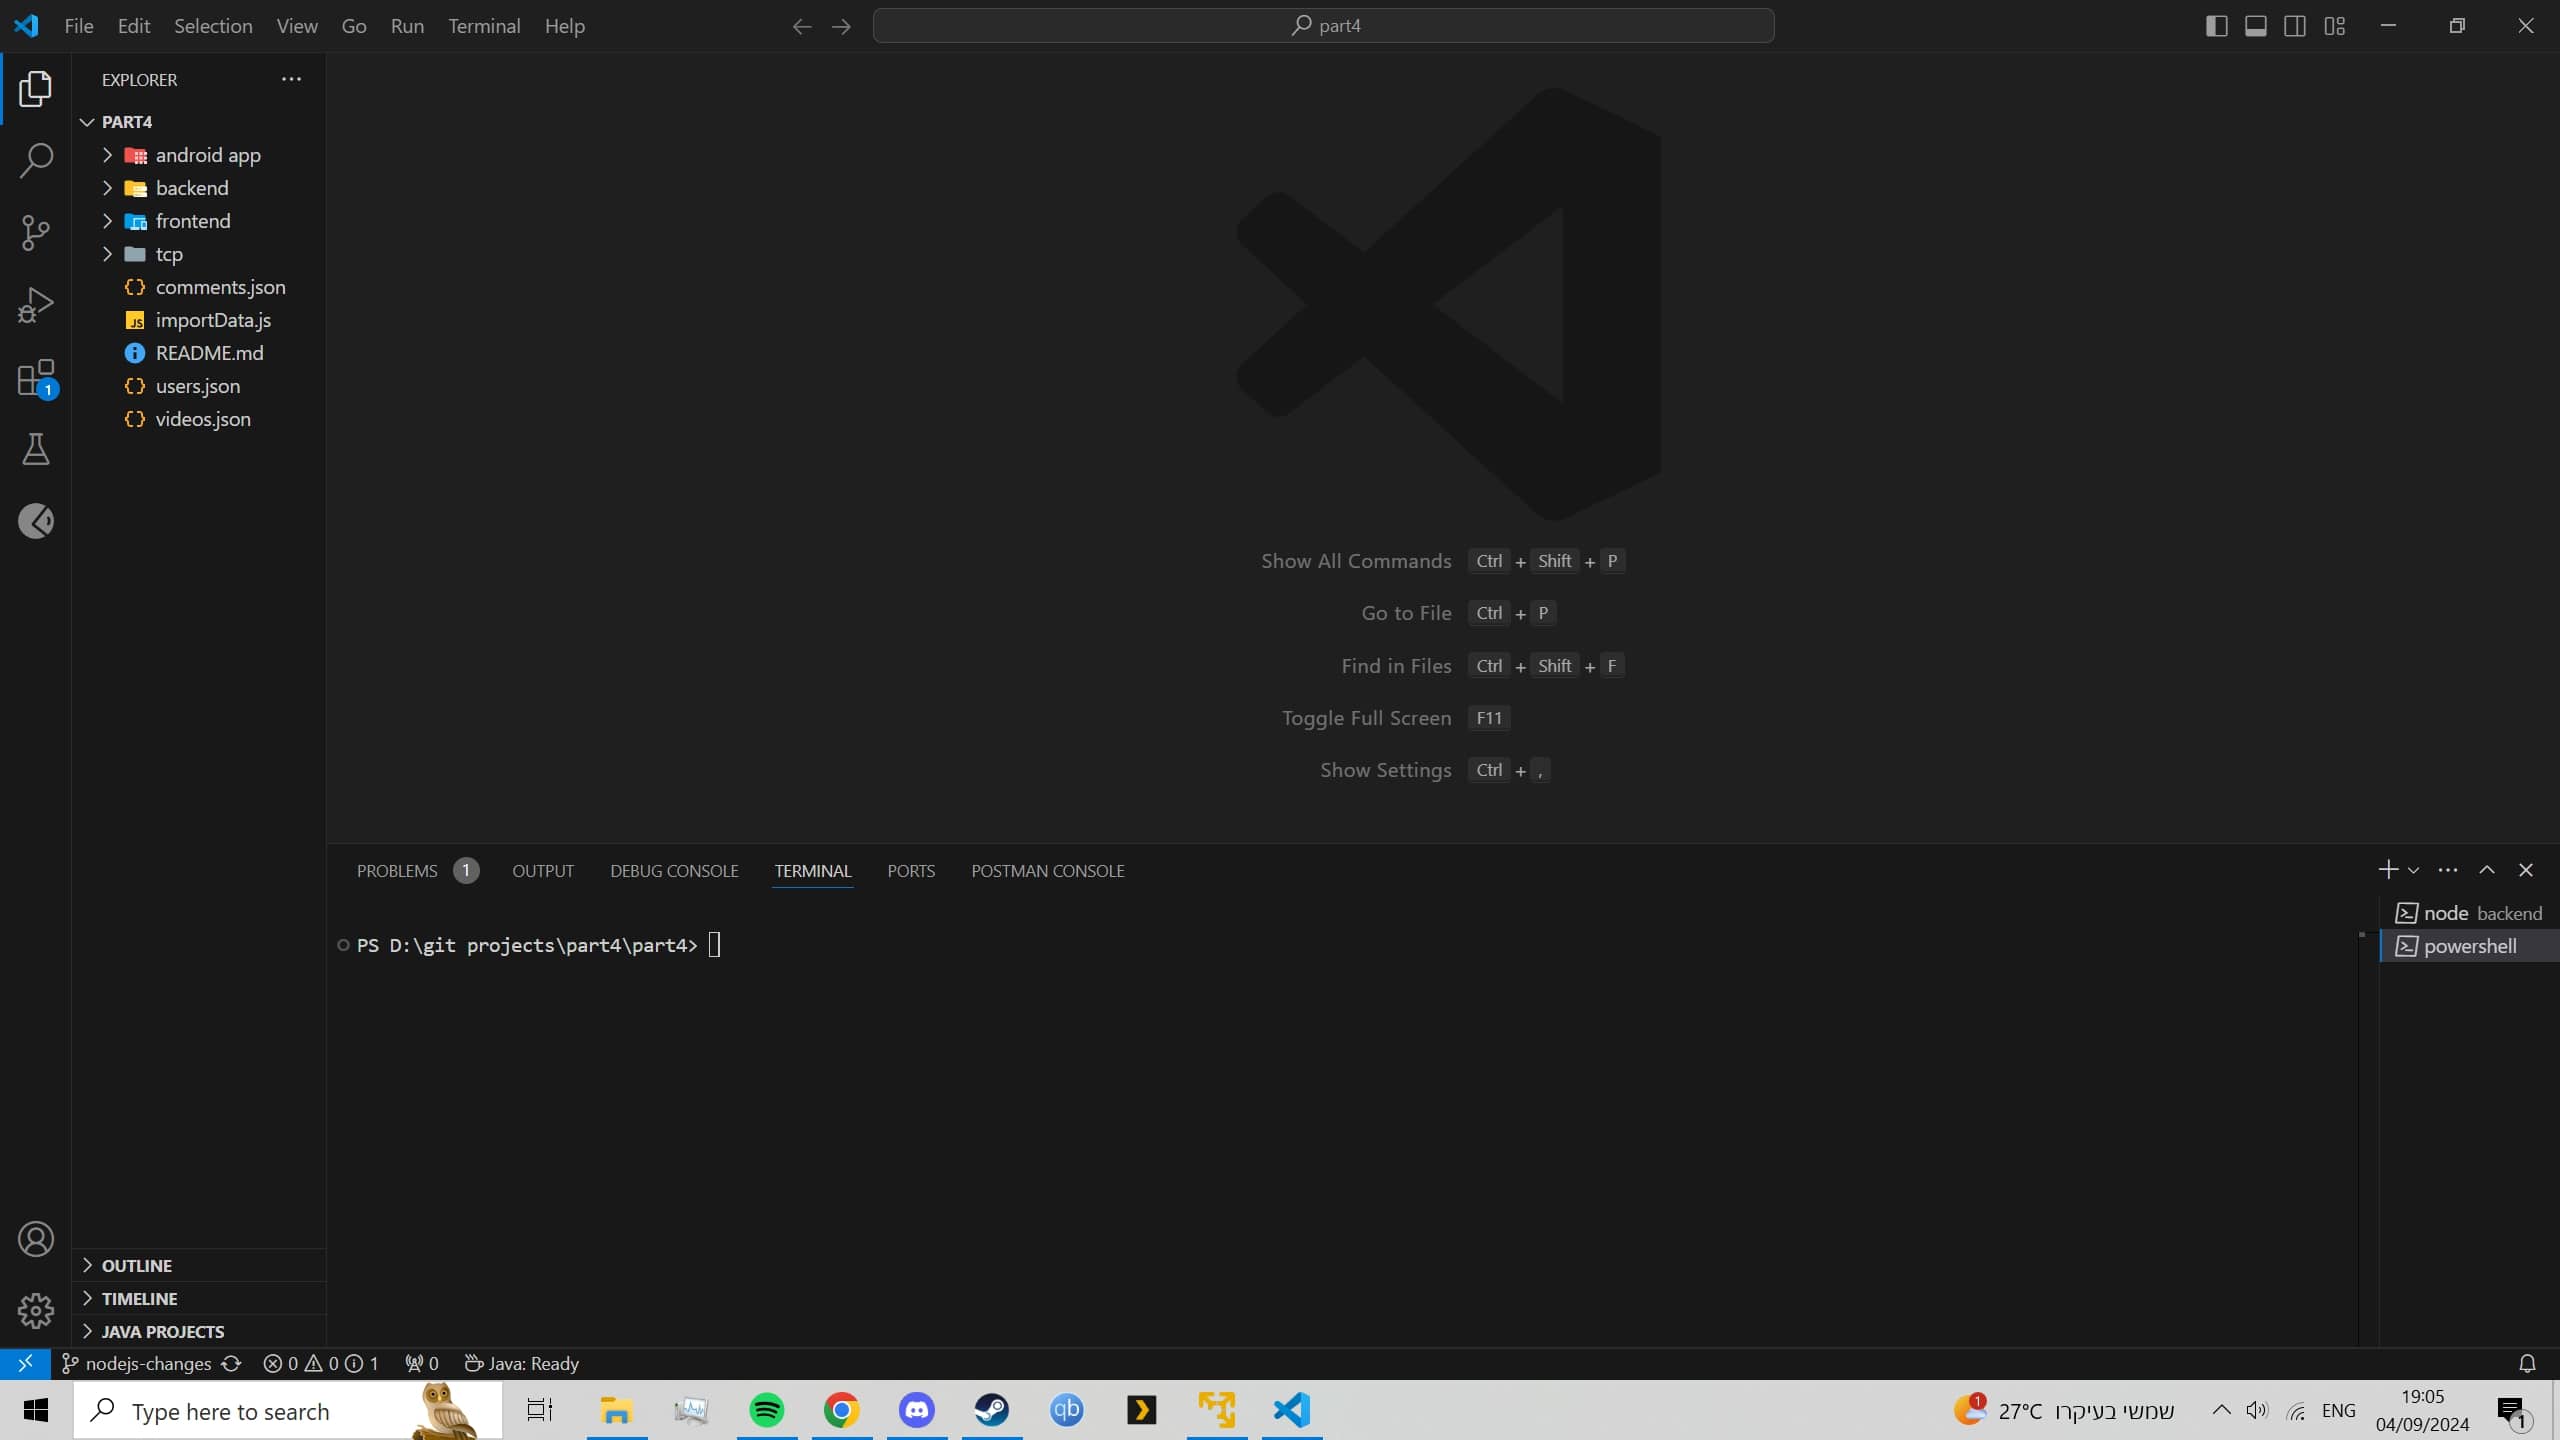 File Edit Selection View Go Run Terminal Help
part4
EXPLORER
PART4
android app
backend
frontend
tcp
comments.json
JS importData.js
README.md
users.json
videos.json
1
Show All Commands Ctrl + Shift + P
Go to File Ctrl + P
Find in Files Ctrl + Shift + F
Toggle Full Screen F11
Show Settings Ctrl + ,
PROBLEMS 1 OUTPUT DEBUG CONSOLE TERMINAL PORTS POSTMAN CONSOLE
node backend
PS D:\git projects\part4\part4>
powershell
OUTLINE
TIMELINE
JAVA PROJECTS
nodejs-changes 0 0 1 0 Java: Ready
Type here to search
qb
1
27°C שמשי בעיקרו
ENG
19:05
04/09/2024
1